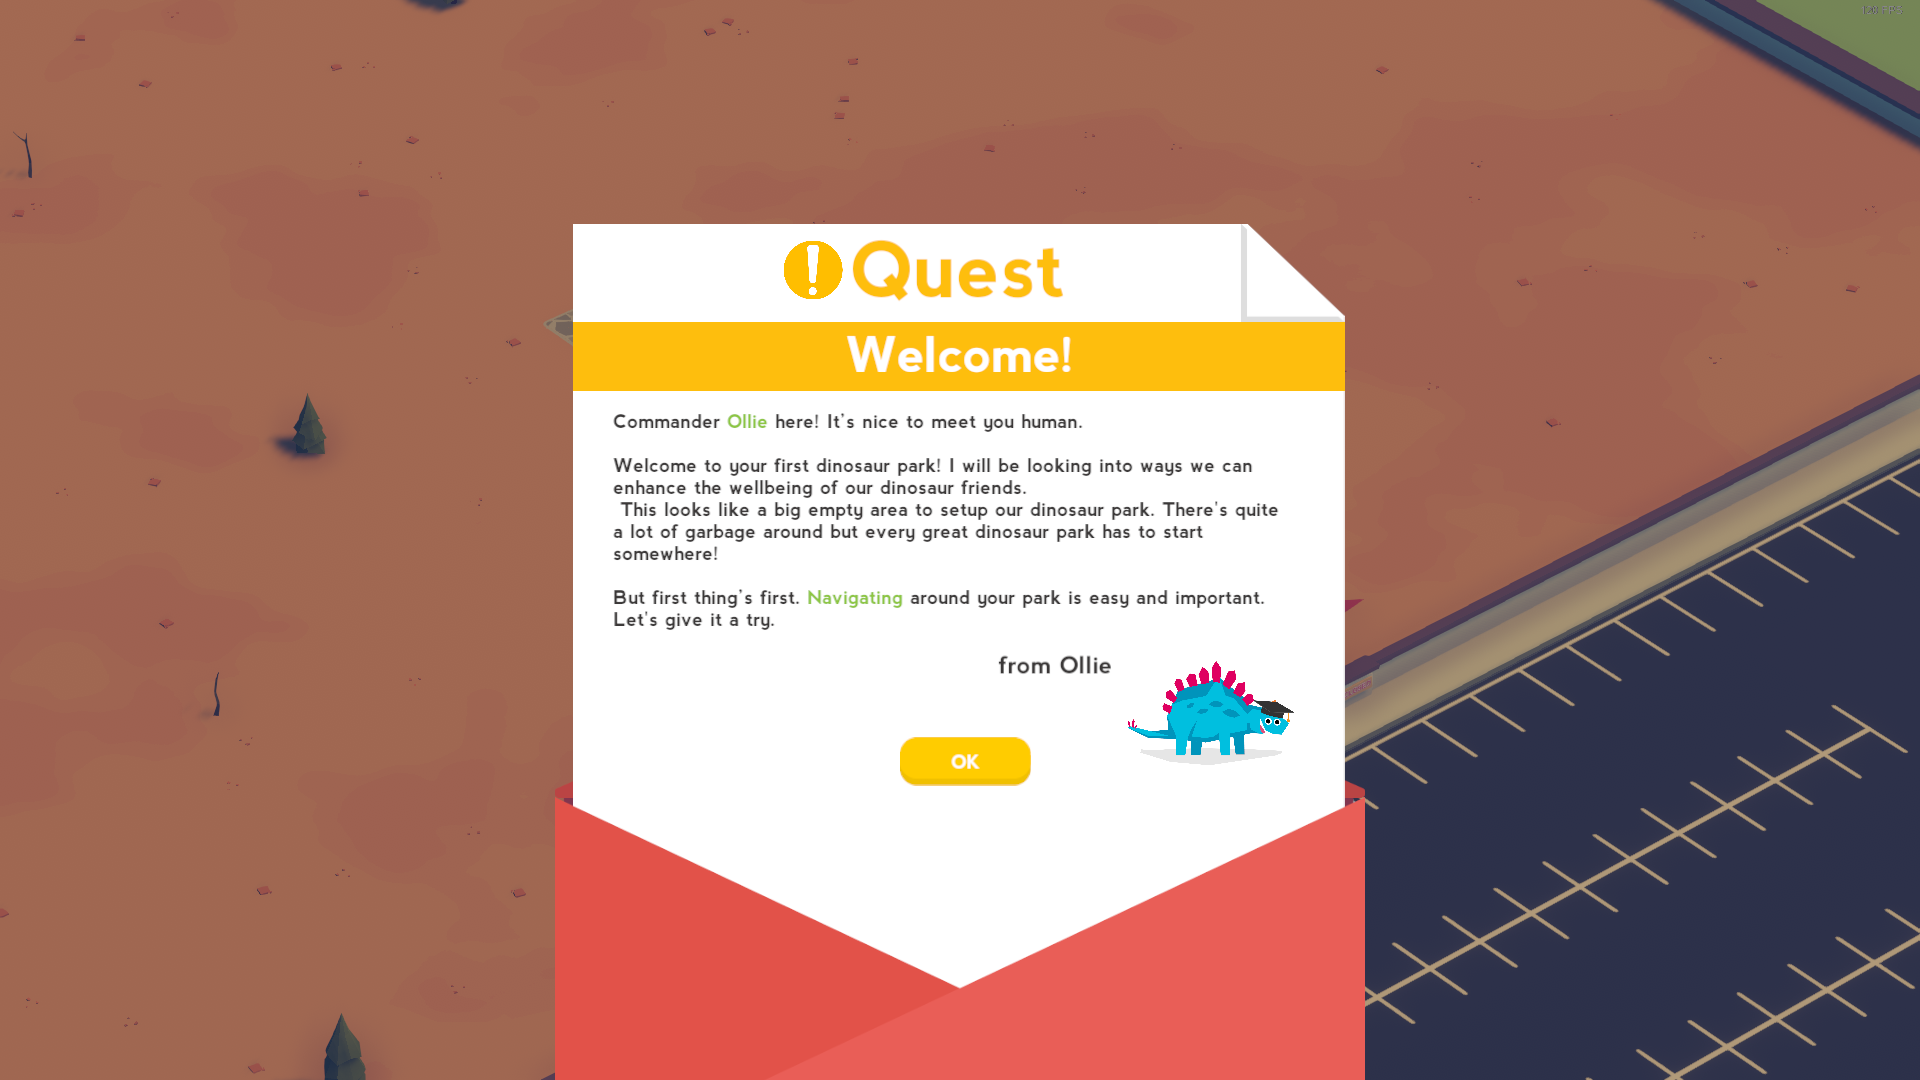 Quest
Welcome!
Commander Ollie here! It's nice to meet you human.
Welcome to your first dinosaur park! I will be looking into ways we can
enhance the wellbeing of our dinosaur friends.
This looks like a big empty area to setup our dinosaur park. There's quite
a lot of garbage around but every great dinosaur park has to start
somewhere!
But first thing's first. Navigating around your park is easy and important.
Let's give it a try.
from Ollie
OK